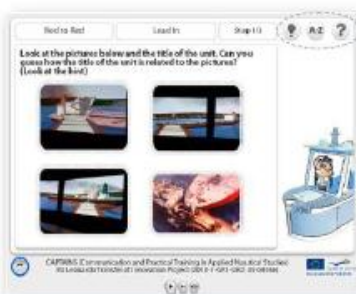 Red to Red
Lead In
Step 1/3
A-Z
?
Look at the pictures below and the title of the unit. Can you
guess how the title of the unit is related to the pictures?
(Look at the hint)
CAPTAINS (Communication and Practical Training in Applied Nautical Studies)